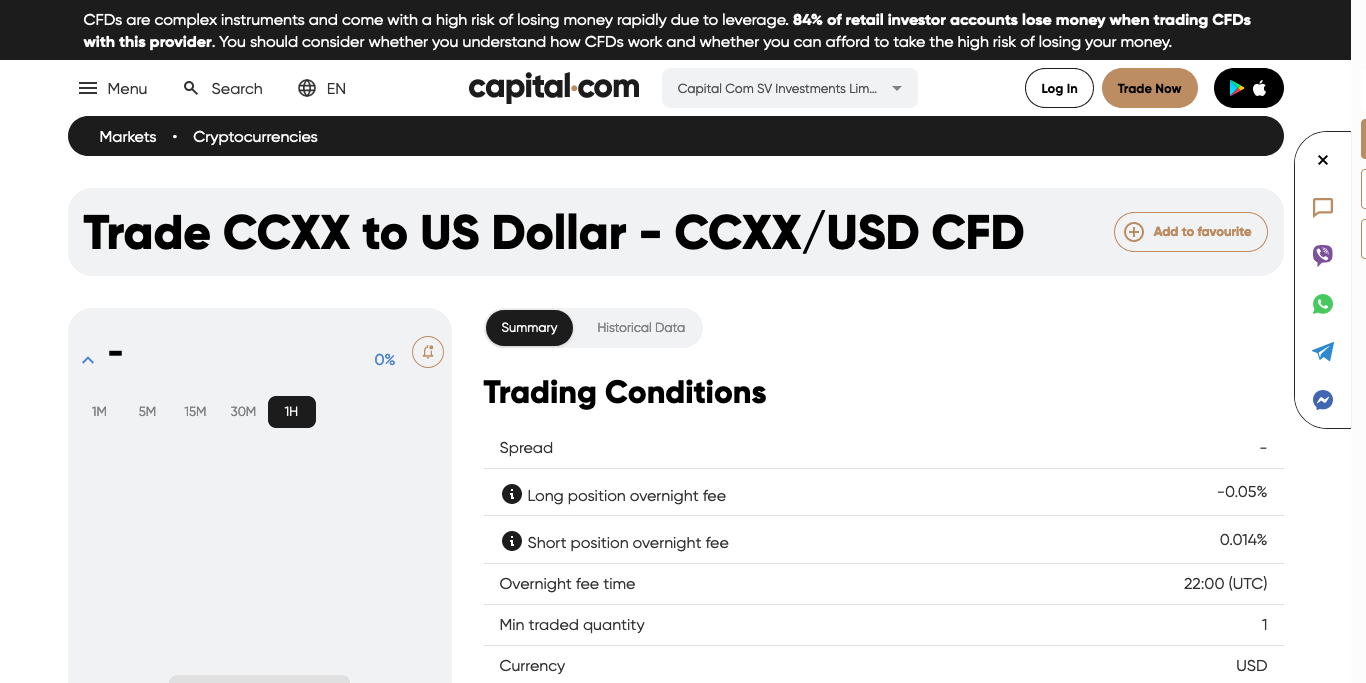 CFDs are complex instruments and come with a high risk of losing money rapidly due to leverage. 84% of retail investor accounts lose money when trading CFDs
with this provider. You should consider whether you understand how CFDs work and whether you can afford to take the high risk of losing your money.
Menu Search EN capital.com Capital Com SV Investments Lim... Log In Trade Now
Markets • Cryptocurrencies
Trade CCXX to US Dollar - CCXX/USD CFD Add to favourite
Summary Historical Data
- 0%
1M 5M 15M 30M 1H
Trading Conditions
Spread -
Long position overnight fee -0.05%
Short position overnight fee 0.014%
Overnight fee time 22:00 (UTC)
Min traded quantity 1
Currency USD